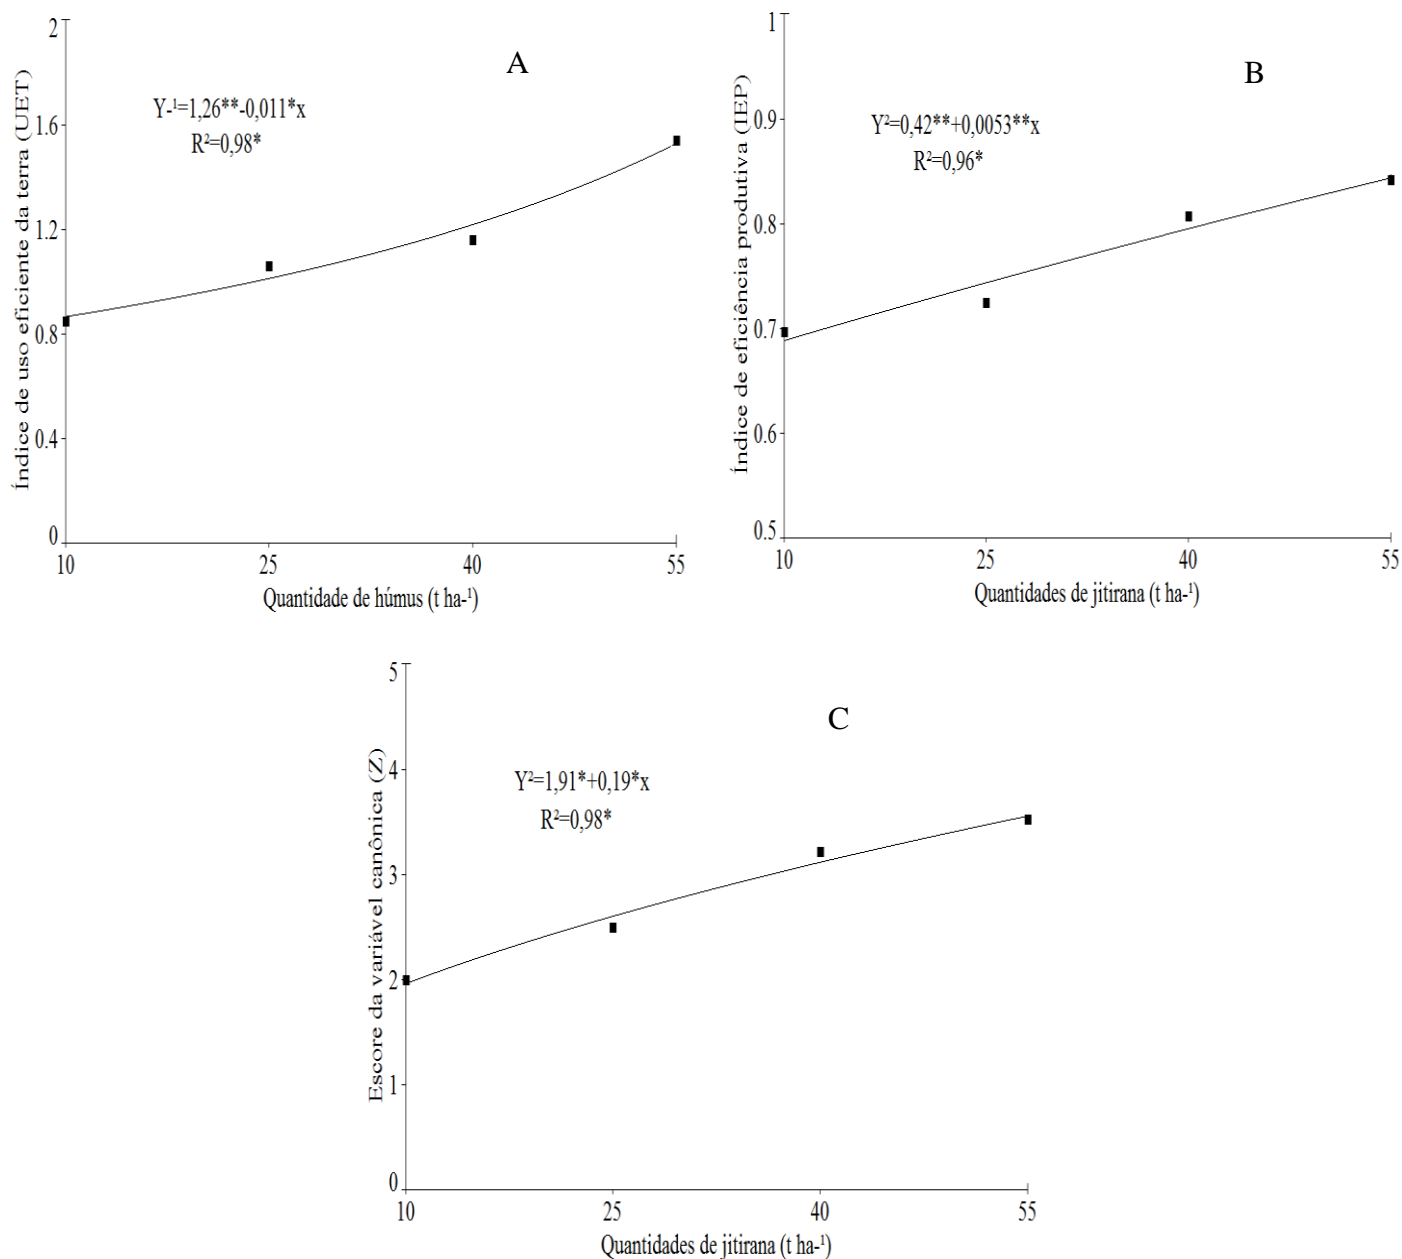 A
Índice de uso eficiente da terra (UET)
2
1.6
1.2
0.8
0.4
0
Y-¹=1,26**-0,011*x
R²=0,98*
10 25 40 55
Quantidade de húmus (t ha-¹)
B
Índice de eficiência produtiva (IEP)
1
0.9
0.8
0.7
0.6
0.5
Y²=0,42**+0,0053**x
R²=0,96*
10 25 40 55
Quantidades de jitirana (t ha-¹)
C
Escore da variável canônica (Z)
5
4
3
2
1
0
Y²=1,91*+0,19*x
R²=0,98*
10 25 40 55
Quantidades de jitirana (t ha-¹)